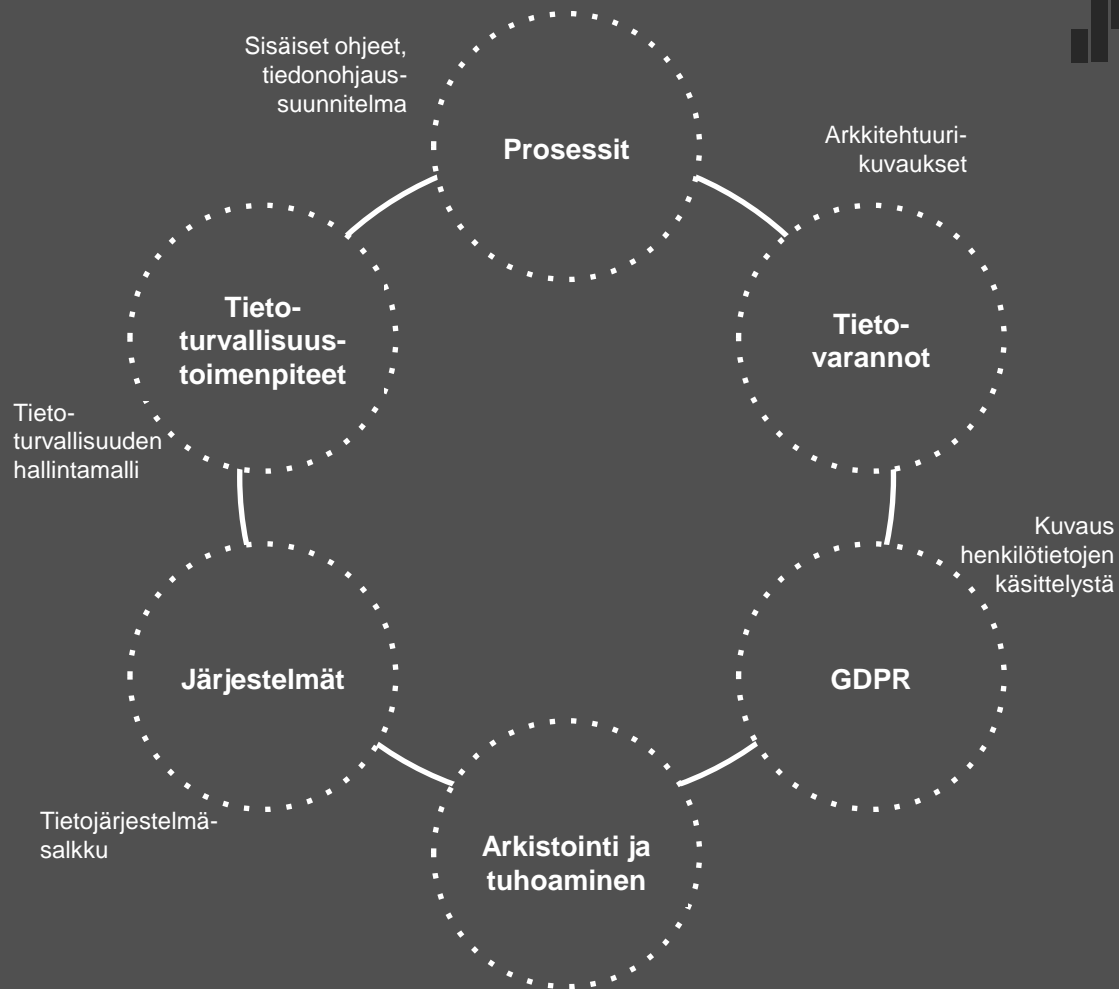 Sisäiset ohjeet,
tiedonohjaus-
suunnitelma
Prosessit
Arkkitehtuuri-
kuvaukset
Tieto-
turvallisuus-
toimenpiteet
Tieto-
varannot
Tieto-
turvallisuuden
hallintamalli
Kuvaus
henkilötietojen
käsittelystä
Järjestelmät
GDPR
Tietojärjestelmä-
salkku
Arkistointi ja
tuhoaminen